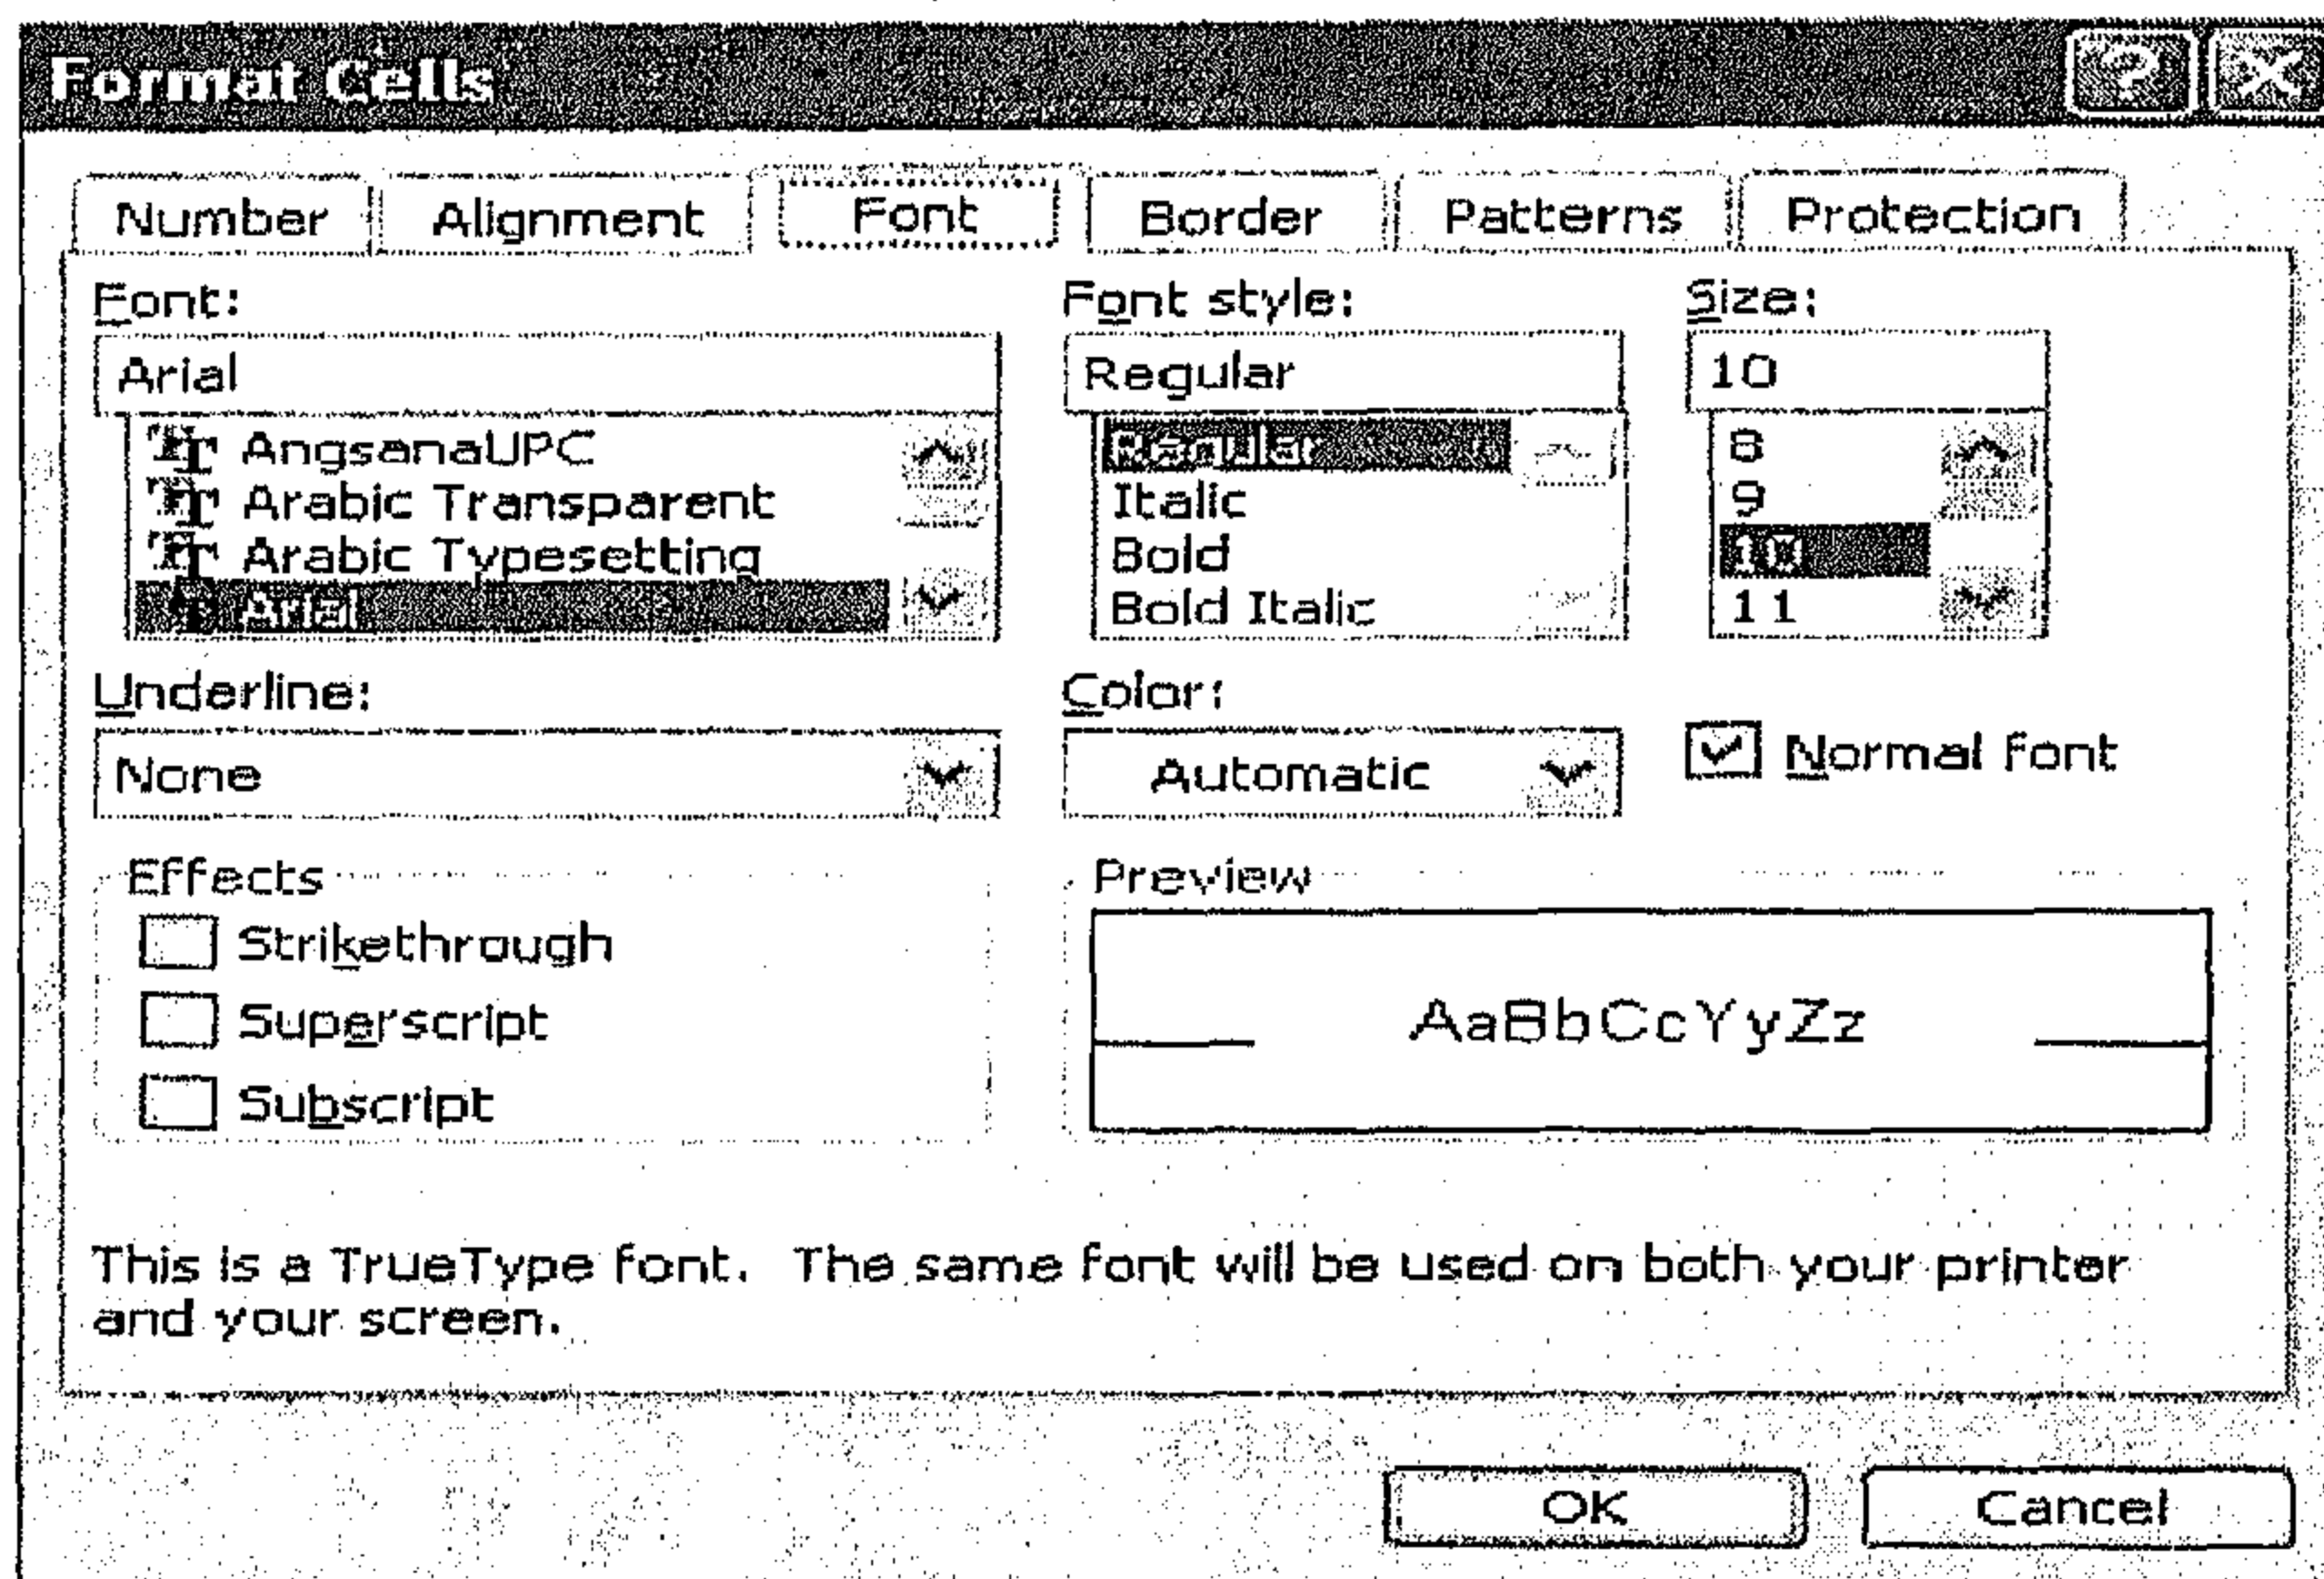 Format Cells
Number Alignment Font Border Patterns Protection
Font: Font style: Size:
Arial Regular 10
AngsanaUPC Regular 8
Arabic Transparent Italic 9
Arabic Typesetting Bold 10
Arial Bold Italic 11
Underline: Color:
None Automatic Normal font
Effects Preview
Strikethrough
Superscript AaBbCcYyZz
Subscript
This is a TrueType font. The same font will be used on both your printer
and your screen.
OK Cancel